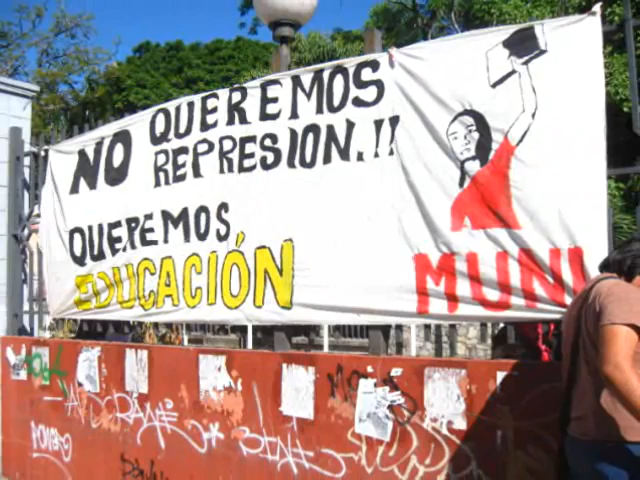 NO QUEREMOS
REPRESION.!!
QUEREMOS
EDUCACIÓN
MUNI